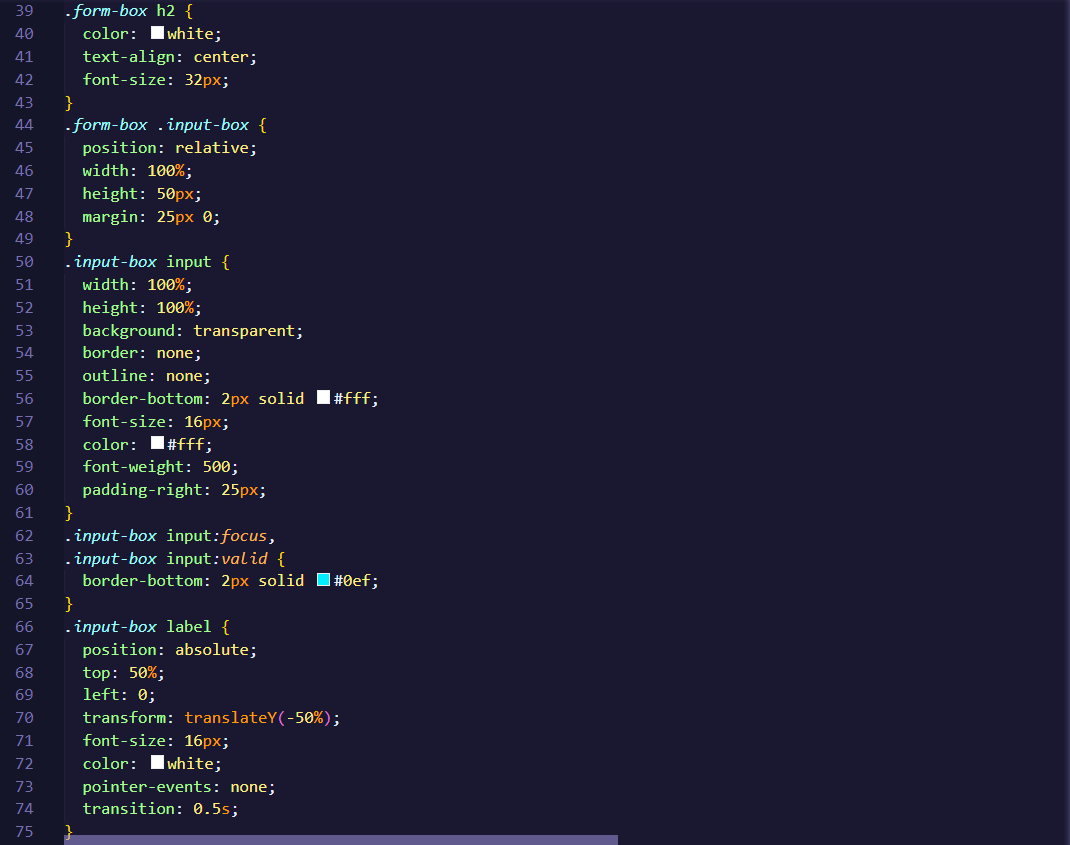 39 .form-box h2 {
40 color: white;
41 text-align: center;
42 font-size: 32px;
43 }
44 .form-box .input-box {
45 position: relative;
46 width: 100%;
47 height: 50px;
48 margin: 25px 0;
49 }
50 .input-box input {
51 width: 100%;
52 height: 100%;
53 background: transparent;
54 border: none;
55 outline: none;
56 border-bottom: 2px solid #fff;
57 font-size: 16px;
58 color: #fff;
59 font-weight: 500;
60 padding-right: 25px;
61 }
62 .input-box input:focus,
63 .input-box input:valid {
64 border-bottom: 2px solid #0ef;
65 }
66 .input-box label {
67 position: absolute;
68 top: 50%;
69 left: 0;
70 transform: translateY(-50%);
71 font-size: 16px;
72 color: white;
73 pointer-events: none;
74 transition: 0.5s;
75 }